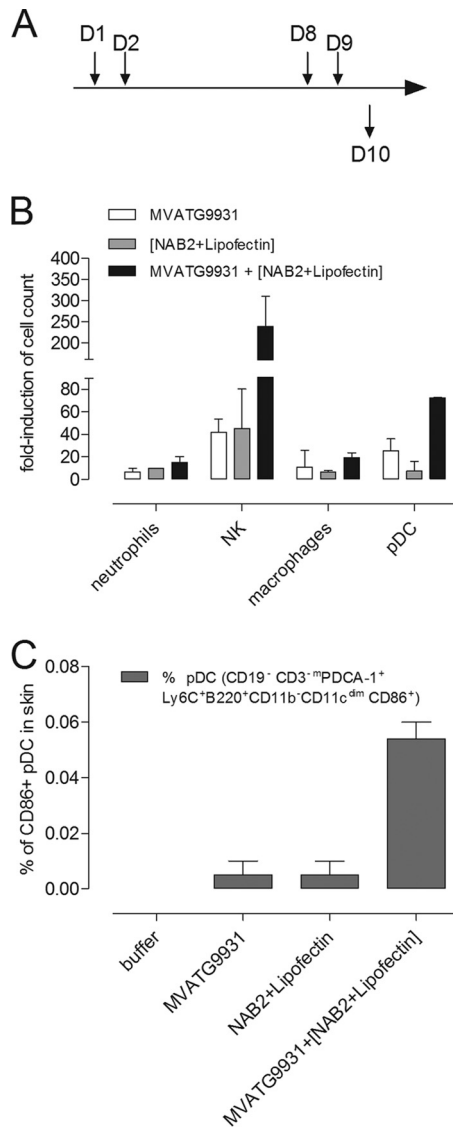 A
D1
D2
D8
D9
D10
B
MVATG9931
[NAB2+Lipofectin]
MVATG9931 + [NAB2+Lipofectin]
fold-induction of cell count
400
350
300
250
200
80
60
40
20
0
neutrophils
NK
macrophages
pDC
C
% pDC (CD19- CD3-mPDCA-1+
Ly6C+B220+CD11b-CD11cdim CD86+)
% of CD86+ pDC in skin
0.08
0.06
0.04
0.02
0.00
buffer
MVATG9931
NAB2+Lipofectin
MVATG9931+[NAB2+Lipofectin]